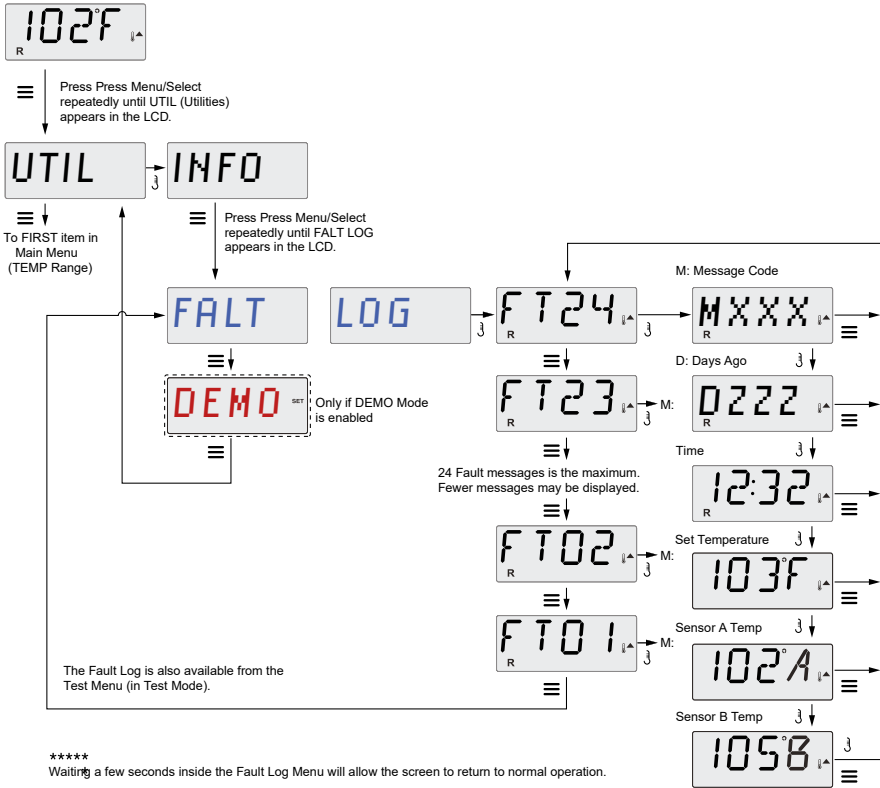 102°F
R
Press Press Menu/Select
repeatedly until UTIL (Utilities)
appears in the LCD.
UTIL
INFO
To FIRST item in
Main Menu
(TEMP Range)
Press Press Menu/Select
repeatedly until FALT LOG
appears in the LCD.
FALT
LOG
FT24
R
M: Message Code
MXXX
R
DEMO SET
Only if DEMO Mode
is enabled
FT23
R
M:
D: Days Ago
DZZZ
R
24 Fault messages is the maximum.
Fewer messages may be displayed.
Time
12:32
R
FT02
R
M:
Set Temperature
103°F
FT01
R
M:
Sensor A Temp
102°A
The Fault Log is also available from the
Test Menu (in Test Mode).
Sensor B Temp
105°B
*****
*
Waiting a few seconds inside the Fault Log Menu will allow the screen to return to normal operation.